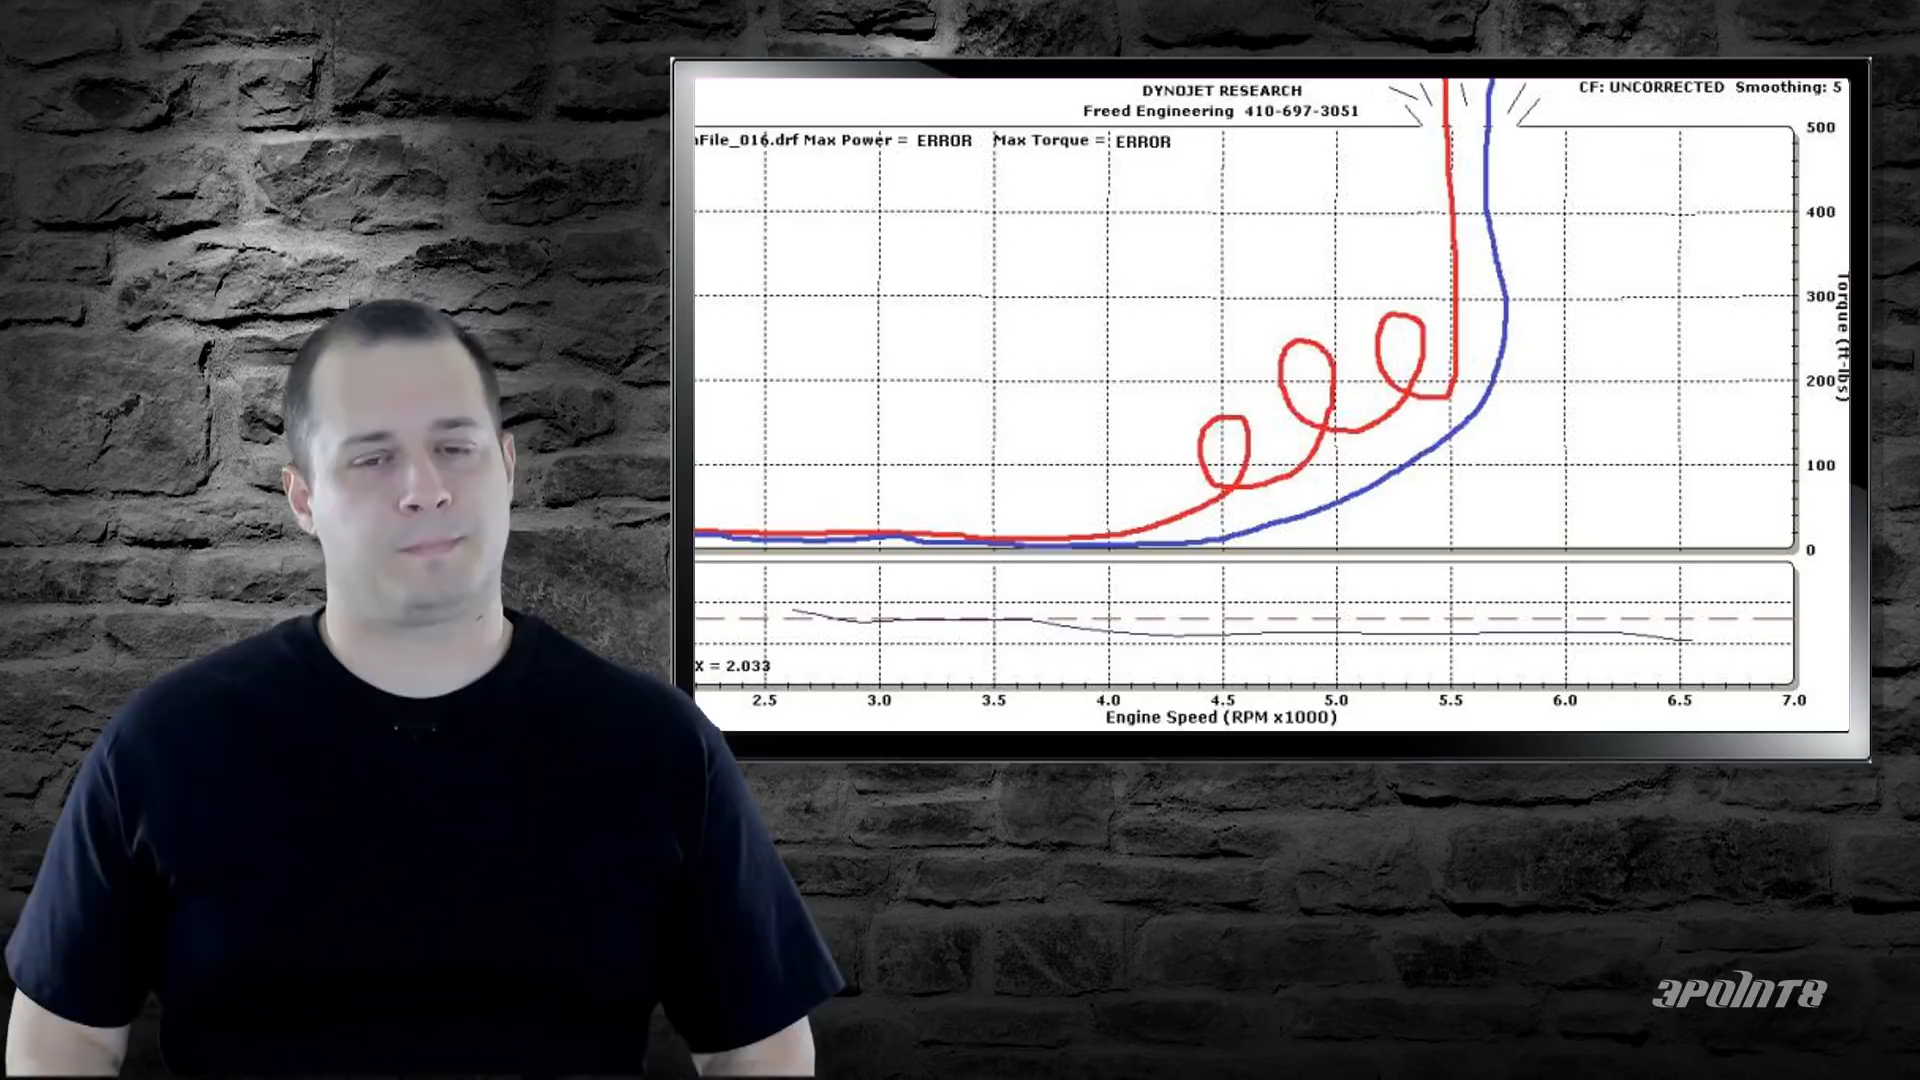 DYNOJET RESEARCH
CF: UNCORRECTED Smoothing: 5
Freed Engineering 410-697-3051
File_016.drf Max Power = ERROR Max Torque = ERROR
500
400
300
200
100
0
Torque (ft-lbs)
X = 2.033
2.5 3.0 3.5 4.0 4.5 5.0 5.5 6.0 6.5 7.0
Engine Speed (RPM x1000)
3POINT8